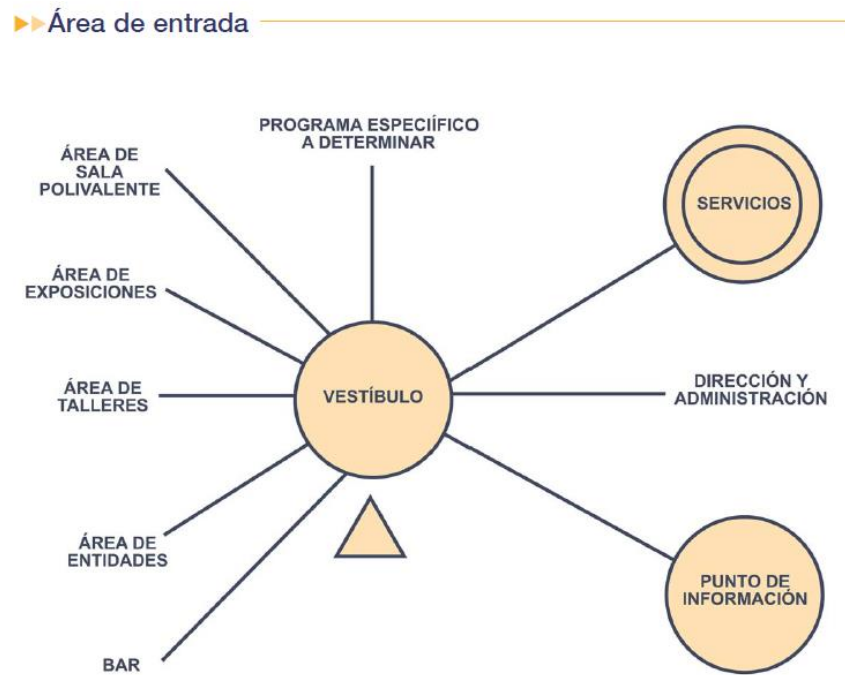 Área de entrada
PROGRAMA ESPECIÍFICO
A DETERMINAR
ÁREA DE
SALA
POLIVALENTE
SERVICIOS
ÁREA DE
EXPOSICIONES
VESTÍBULO
ÁREA DE
TALLERES
DIRECCIÓN Y
ADMINISTRACIÓN
ÁREA DE
ENTIDADES
PUNTO DE
INFORMACIÓN
BAR